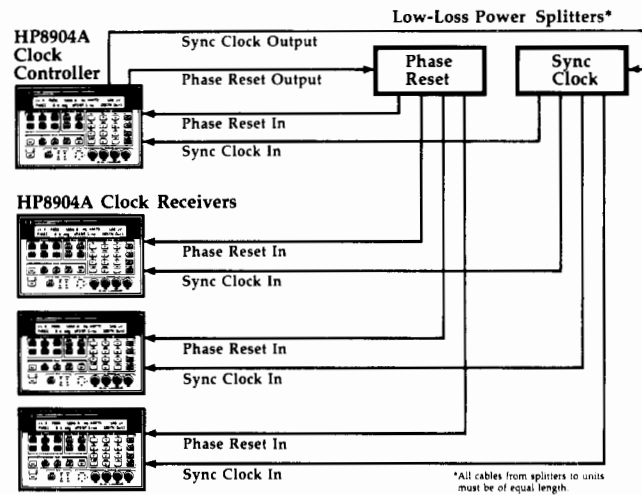 Low-Loss Power Splitters*
HP8904A
Clock
Controller
Sync Clock Output
Phase Reset Output
Phase
Reset
Sync
Clock
Phase Reset In
Sync Clock In
HP8904A Clock Receivers
Phase Reset In
Sync Clock In
Phase Reset In
Sync Clock In
Phase Reset In
Sync Clock In
*All cables from splitters to units
must be of equal length.